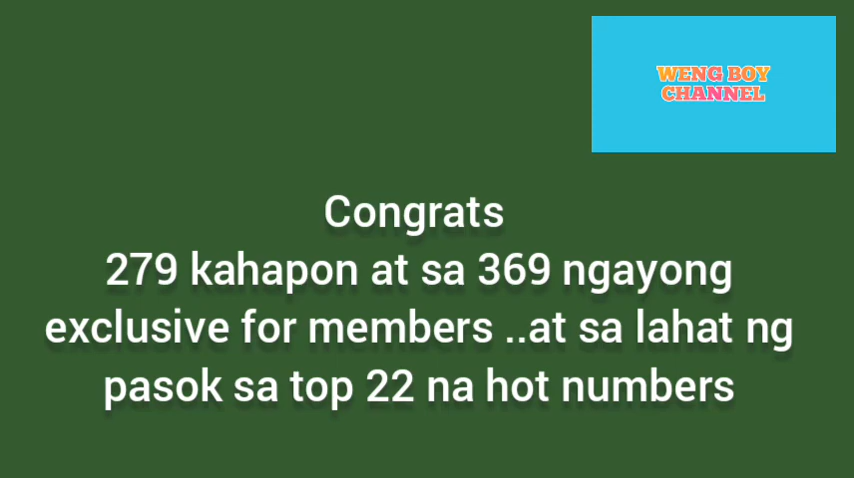 WENG BOY
CHANNEL
Congrats
279 kahapon at sa 369 ngayong
exclusive for members ..at sa lahat ng
pasok sa top 22 na hot numbers